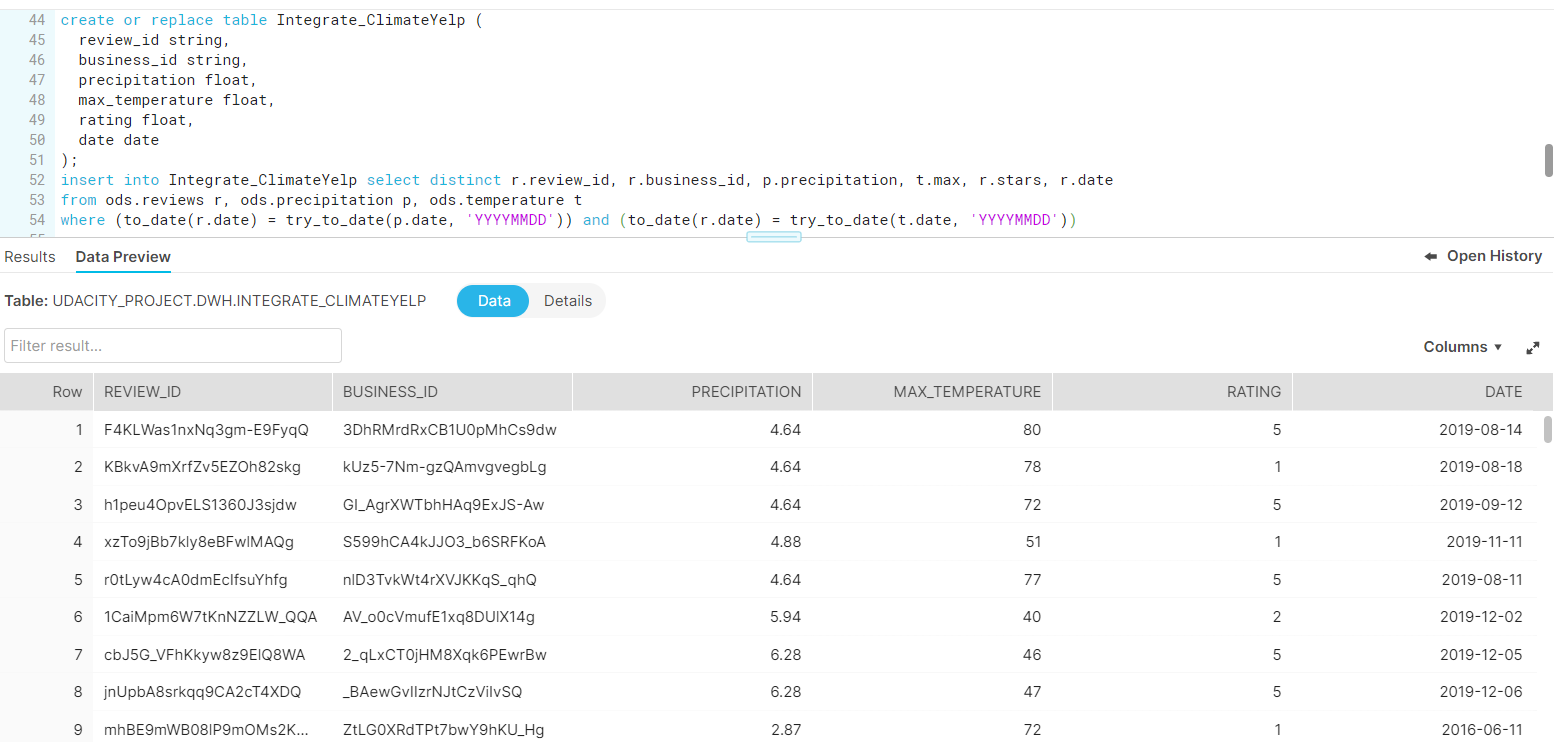 44 create or replace table Integrate_ClimateYelp (
45 review_id string,
46 business_id string,
47 precipitation float,
48 max_temperature float,
49 rating float,
50 date date
51 );
52 insert into Integrate_ClimateYelp select distinct r.review_id, r.business_id, p.precipitation, t.max, r.stars, r.date
53 from ods.reviews r, ods.precipitation p, ods.temperature t
54 where (to_date(r.date) = try_to_date(p.date, 'YYYYMMDD')) and (to_date(r.date) = try_to_date(t.date, 'YYYYMMDD'))
Results Data Preview Open History
Table: UDACITY_PROJECT.DWH.INTEGRATE_CLIMATEYELP Data Details
Filter result...
Columns
Row REVIEW_ID BUSINESS_ID PRECIPITATION MAX_TEMPERATURE RATING DATE
1 F4KLWas1nxNq3gm-E9FyqQ 3DhRMrdRxCB1U0pMhCs9dw 4.64 80 5 2019-08-14
2 KBkvA9mXrfZv5EZOh82skg kUz5-7Nm-gzQAmvgvegbLg 4.64 78 1 2019-08-18
3 h1peu4OpvELS1360J3sjdw GI_AgrXWTbhHAq9ExJS-Aw 4.64 72 5 2019-09-12
4 xzTo9jBb7kly8eBFwlMAQg S599hCA4kJJO3_b6SRFKoA 4.88 51 1 2019-11-11
5 r0tLyw4cA0dmEcIfsuYhfg nlD3TvkWt4rXVJKKqS_qhQ 4.64 77 5 2019-08-11
6 1CaiMpm6W7tKnNZZLW_QQA AV_o0cVmufE1xq8DUlX14g 5.94 40 2 2019-12-02
7 cbJ5G_VFhKkyw8z9ElQ8WA 2_qLxCT0jHM8Xqk6PEwrBw 6.28 46 5 2019-12-05
8 jnUpbA8srkqq9CA2cT4XDQ _BAewGvIIzrNJtCzViIvSQ 6.28 47 5 2019-12-06
9 mhBE9mWB08lP9mOMs2K... ZtLG0XRdTPt7bwY9hKU_Hg 2.87 72 1 2016-06-11